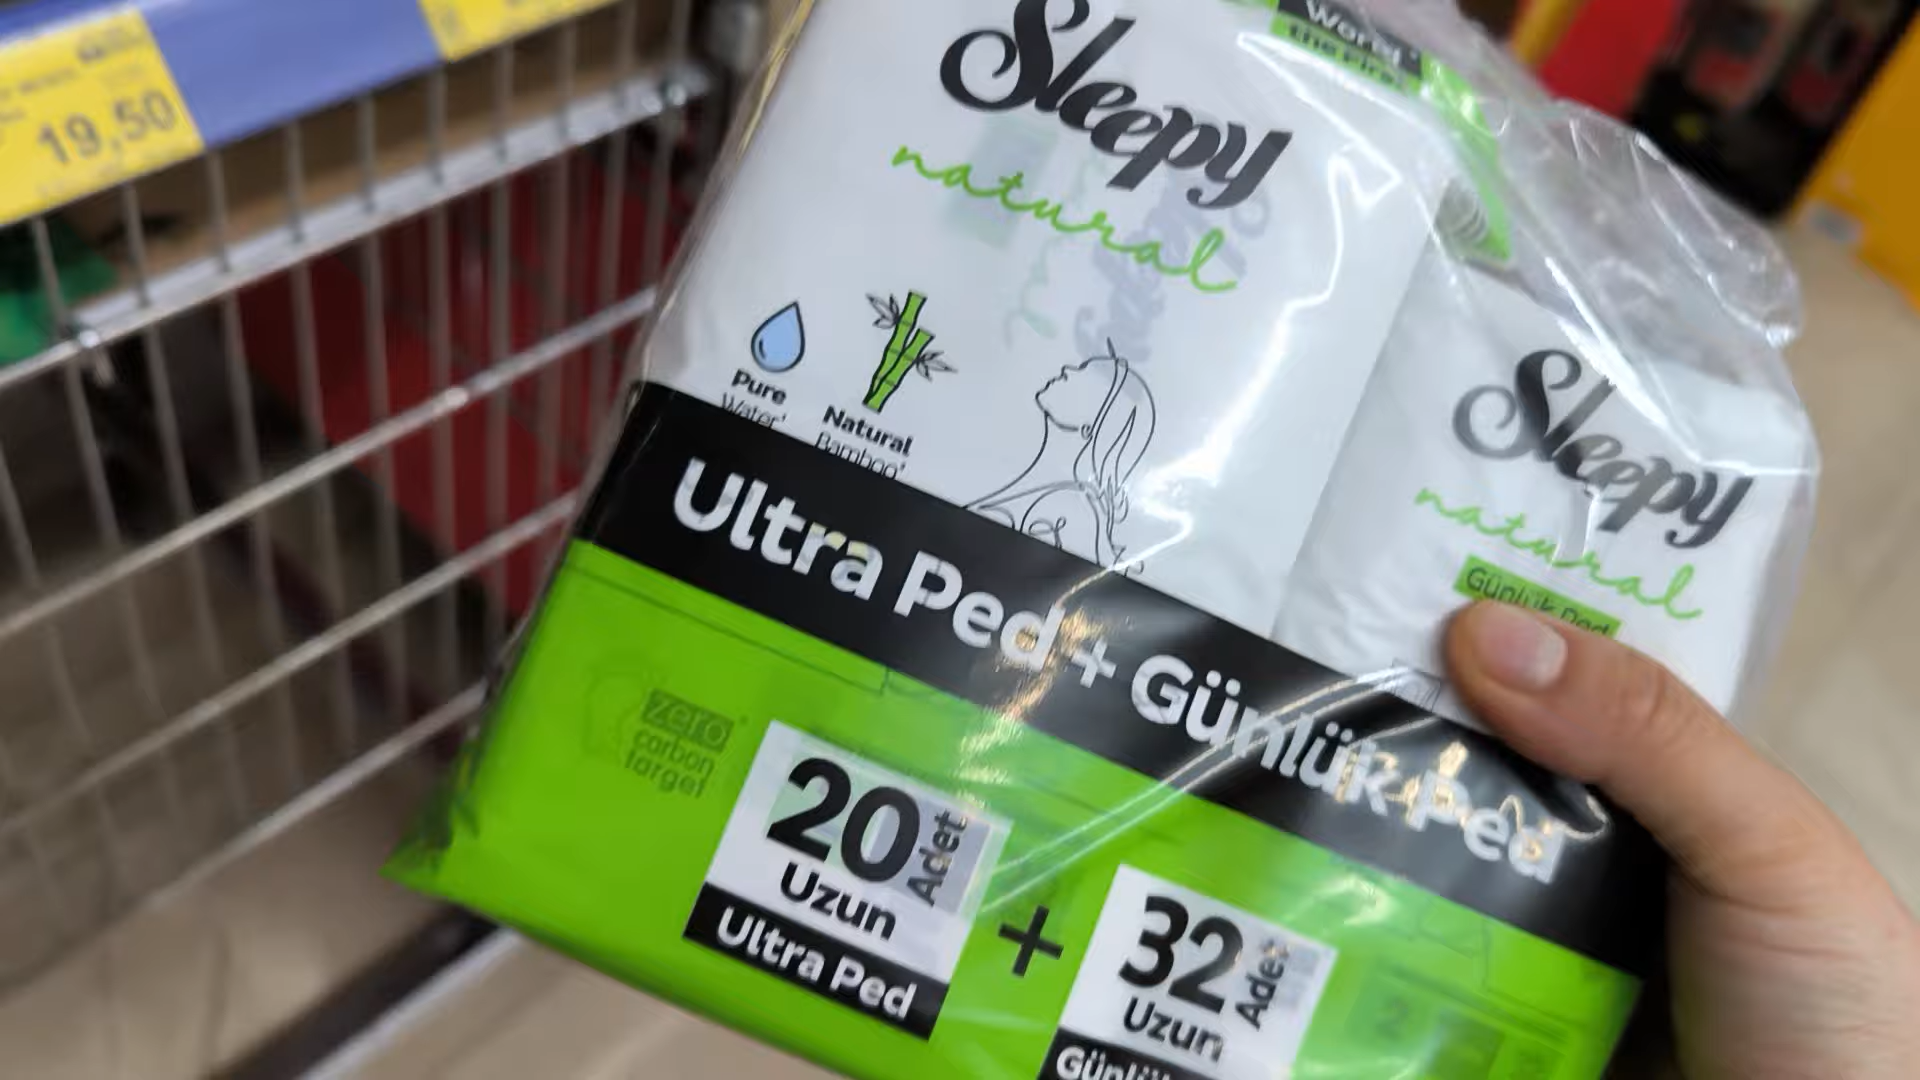 19,50
Sleepy
natural
Pure
Water
Natural
Bamboo
Sleepy
natural
Günlük Ped
Ultra Ped + Günlük Ped
zero
carbon
target
20 Adet
Uzun
Ultra Ped
+
32 Adet
Uzun